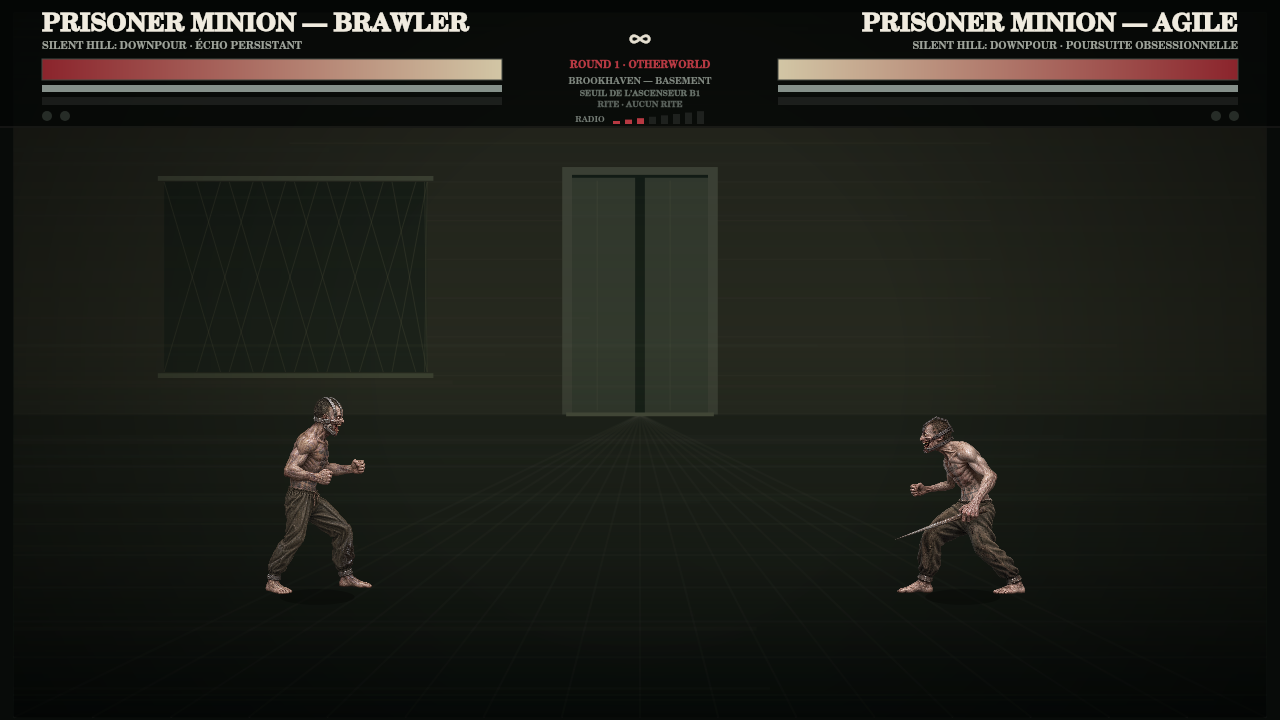 PRISONER MINION — BRAWLER
SILENT HILL: DOWNPOUR · ÉCHO PERSISTANT
∞
ROUND 1 · OTHERWORLD
BROOKHAVEN — BASEMENT
SEUIL DE L'ASCENSEUR B1
RITE · AUCUN RITE
RADIO
PRISONER MINION — AGILE
SILENT HILL: DOWNPOUR · POURSUITE OBSESSIONNELLE